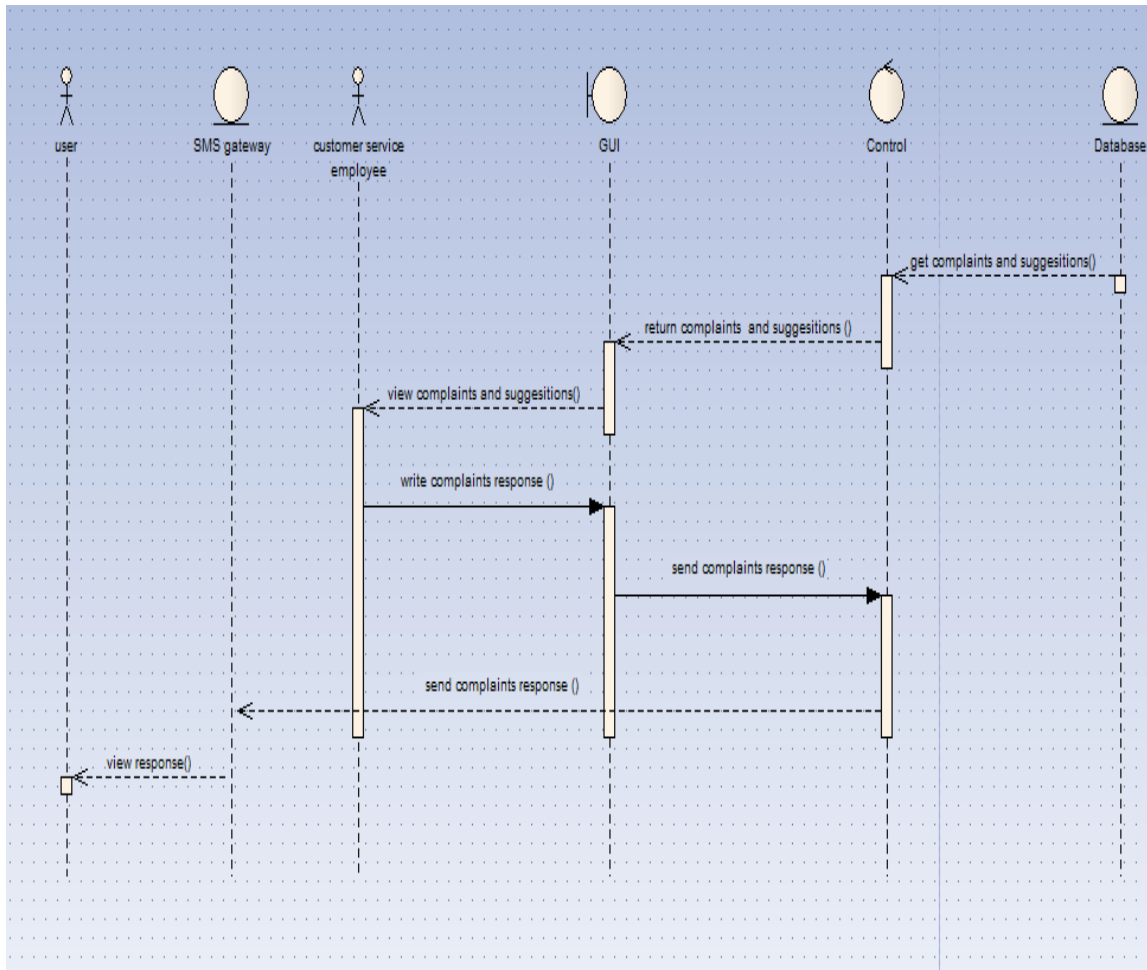 user
SMS gateway
customer service
employee
GUI
Control
Database
get complaints and suggesitions()
return complaints and suggesitions ()
view complaints and suggesitions()
write complaints response ()
send complaints response ()
send complaints response ()
view response()